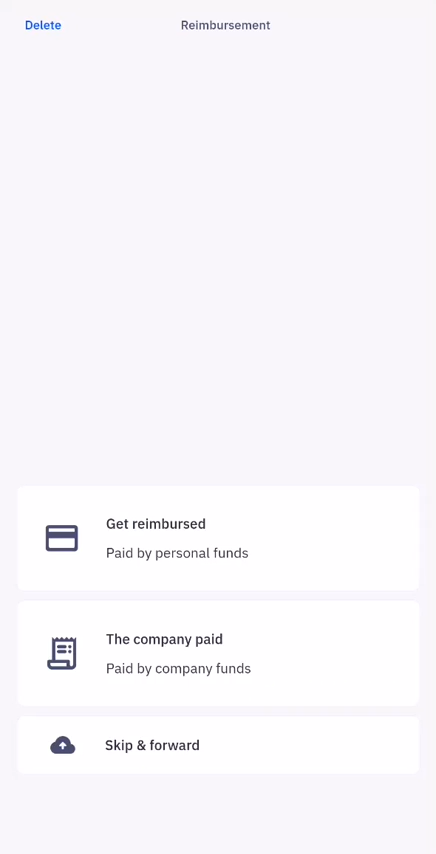 Delete
Reimbursement
Get reimbursed
Paid by personal funds
The company paid
Paid by company funds
Skip & forward